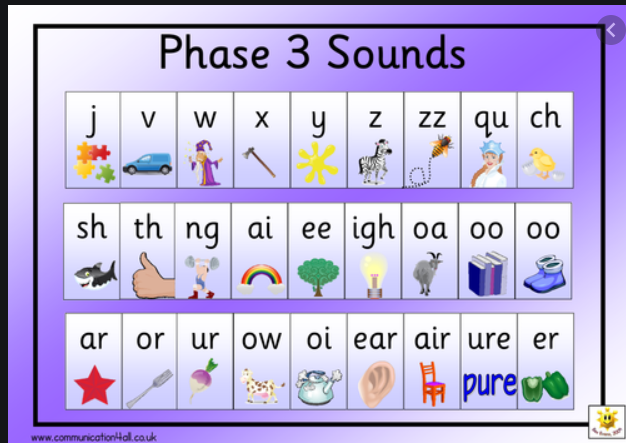 Phase 3 Sounds
j v w x y z zz qu ch
sh th ng ai ee igh oa oo oo
ar or ur ow oi ear air ure er
pure
www.communication4all.co.uk